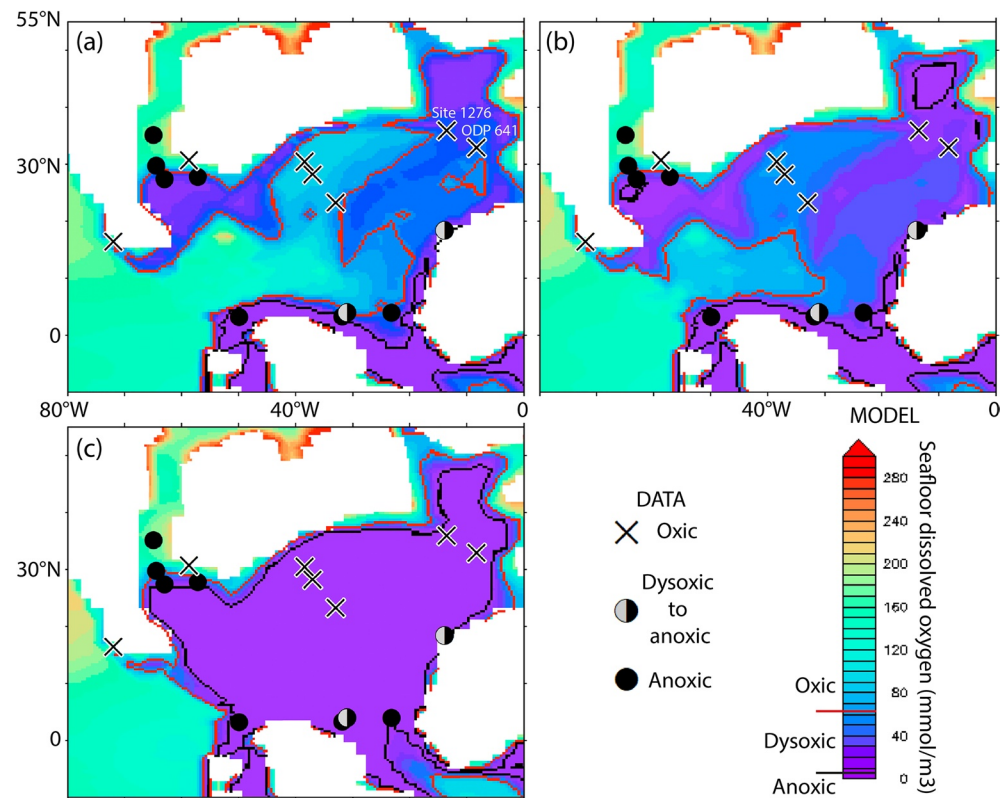 55°N
(a)
(b)
Site 1276
ODP 641
30°N
0
80°W
40°W
0
40°W
0
MODEL
(c)
30°N
0
DATA
Oxic
Dysoxic
to
anoxic
Anoxic
280
240
200
160
120
80
40
0
Oxic
Dysoxic
Anoxic
Seafloor dissolved oxygen (mmol/m3)